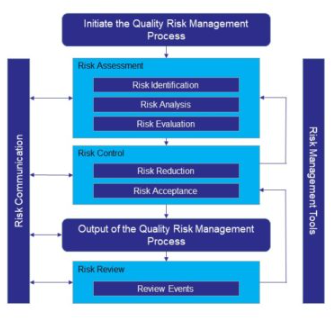 Initiate the Quality Risk Management
Process
Risk Assessment
Risk Identification
Risk Analysis
Risk Evaluation
Risk Control
Risk Reduction
Risk Acceptance
Output of the Quality Risk Management
Process
Risk Review
Review Events
Risk Communication
Risk Management Tools